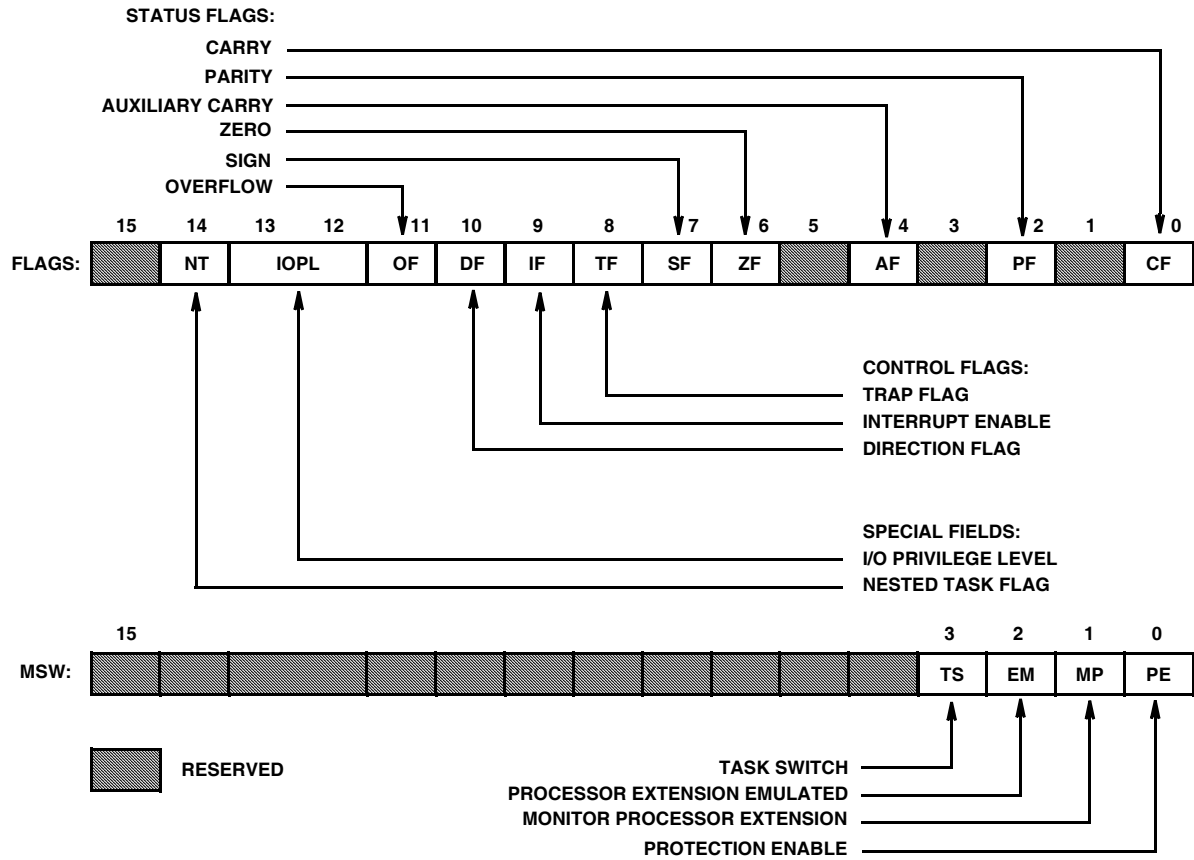 STATUS FLAGS:
CARRY
PARITY
AUXILIARY CARRY
ZERO
SIGN
OVERFLOW
15 14 13 12 11 10 9 8 7 6 5 4 3 2 1 0
FLAGS: NT IOPL OF DF IF TF SF ZF AF PF CF
CONTROL FLAGS:
TRAP FLAG
INTERRUPT ENABLE
DIRECTION FLAG
SPECIAL FIELDS:
I/O PRIVILEGE LEVEL
NESTED TASK FLAG
15 3 2 1 0
MSW: TS EM MP PE
RESERVED
TASK SWITCH
PROCESSOR EXTENSION EMULATED
MONITOR PROCESSOR EXTENSION
PROTECTION ENABLE